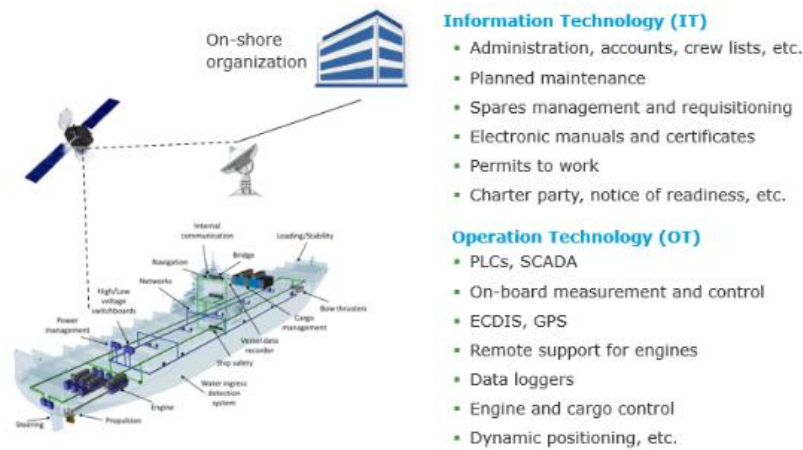 On-shore
organization
Internal
communication
Loading/Stability
Navigation
Bridge
High/Low
voltage
switchboards
Networks
Power
management
Bow thrusters
Cargo
management
Vessel data
recorder
Ship safety
Water ingress
detection
system
Engine
Steering
Propulsion
Information Technology (IT)
▪ Administration, accounts, crew lists, etc.
▪ Planned maintenance
▪ Spares management and requisitioning
▪ Electronic manuals and certificates
▪ Permits to work
▪ Charter party, notice of readiness, etc.
Operation Technology (OT)
▪ PLCs, SCADA
▪ On-board measurement and control
▪ ECDIS, GPS
▪ Remote support for engines
▪ Data loggers
▪ Engine and cargo control
▪ Dynamic positioning, etc.